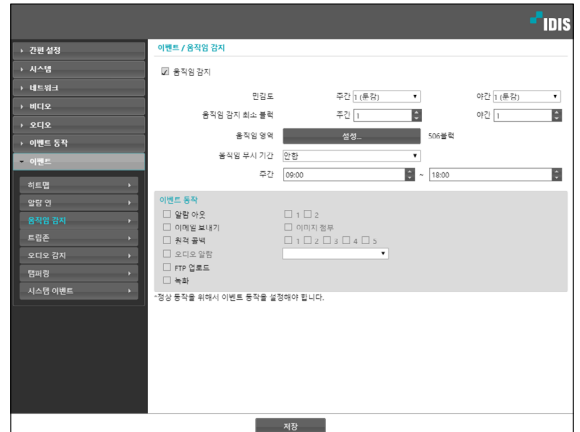 IDIS
간편 설정
시스템
네트워크
비디오
오디오
이벤트 동작
이벤트
히트맵
알람 인
움직임 감지
트립존
오디오 감지
탬퍼링
시스템 이벤트
이벤트 / 움직임 감지
움직임 감지
민감도 주간 1 (둔감) 야간 1 (둔감)
움직임 감지 최소 블럭 주간 1 야간 1
움직임 영역 설정... 506블럭
움직임 무시 기간 안함
주간 09:00 ~ 18:00
이벤트 동작
알람 아웃 1 2
이메일 보내기 이미지 첨부
원격 콜백 1 2 3 4 5
오디오 알람
FTP 업로드
녹화
*정상 동작을 위해서 이벤트 동작을 설정해야 합니다.
저장